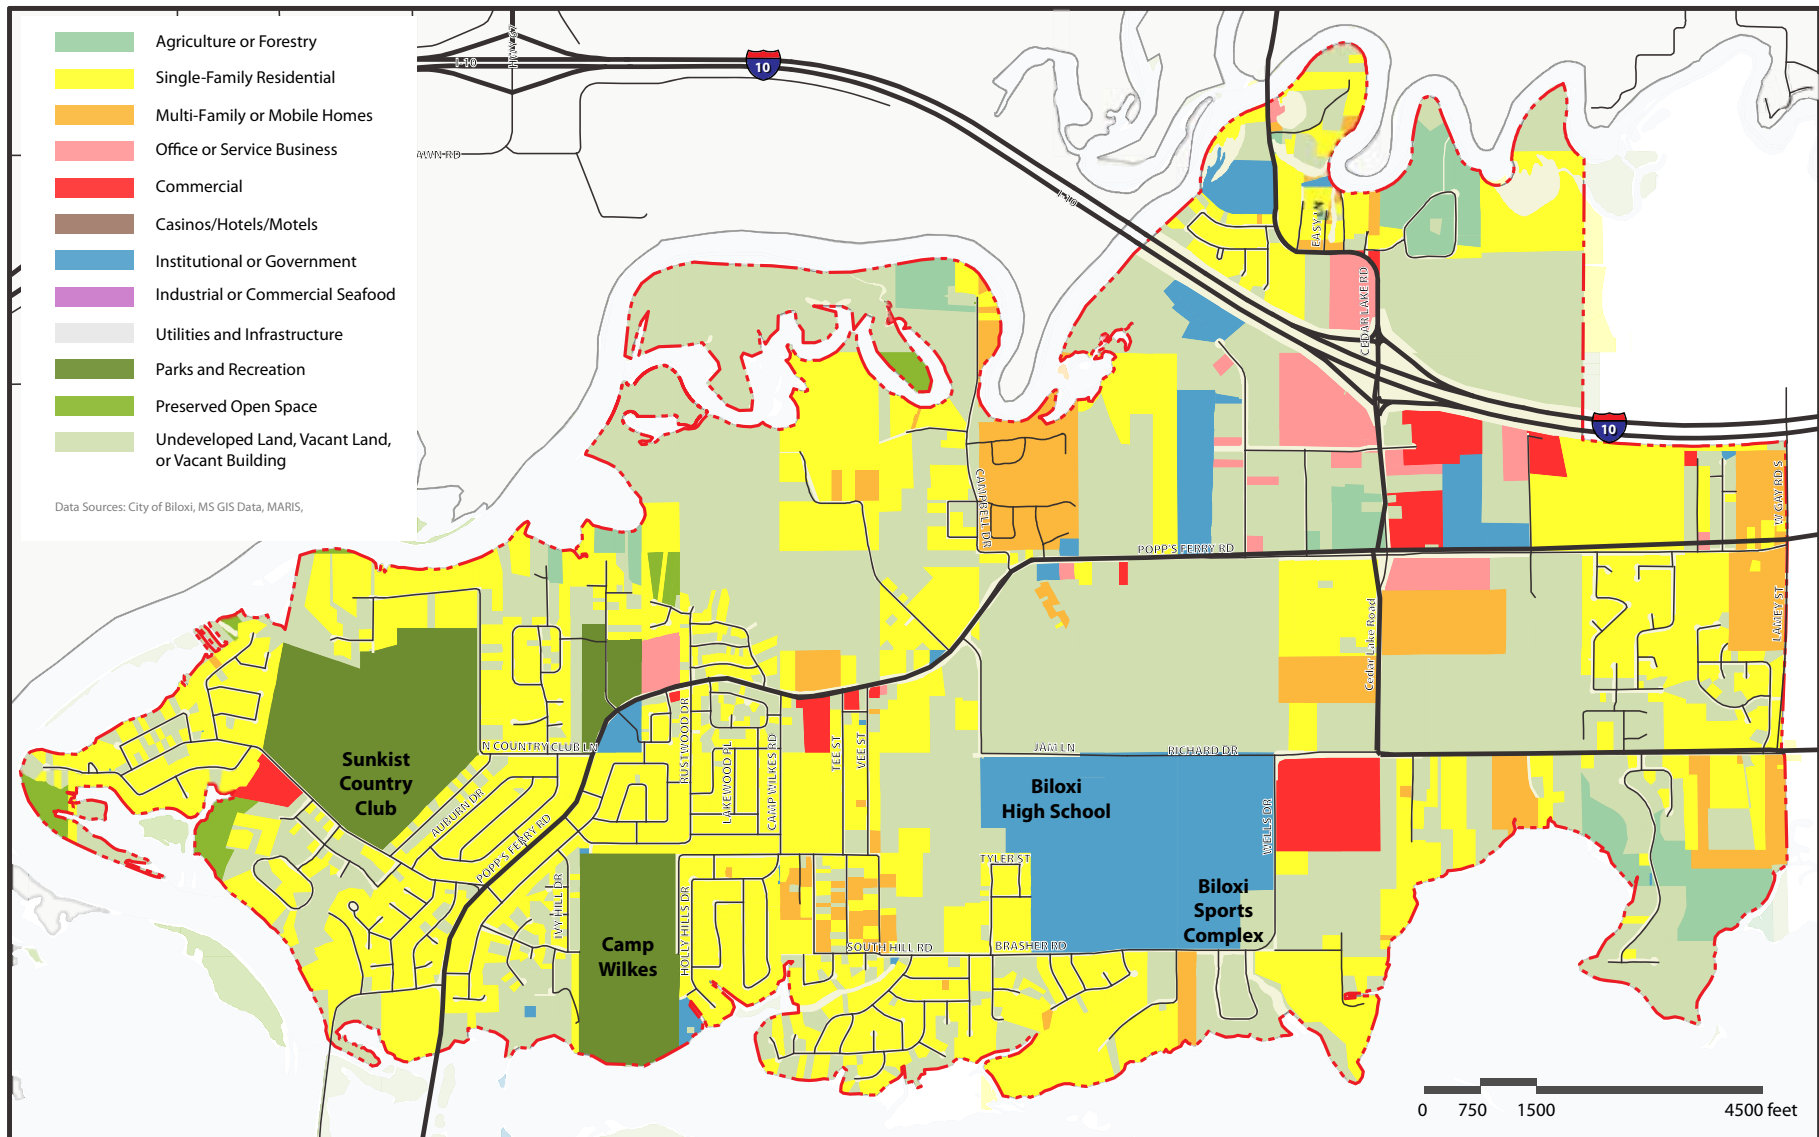 Agriculture or Forestry
Single-Family Residential
Multi-Family or Mobile Homes
Office or Service Business
Commercial
Casinos/Hotels/Motels
Institutional or Government
Industrial or Commercial Seafood
Utilities and Infrastructure
Parks and Recreation
Preserved Open Space
Undeveloped Land, Vacant Land,
or Vacant Building
Data Sources: City of Biloxi, MS GIS Data, MARIS,
I-10
10
AWN RD
I-10
EASY LN
CEDAR LAKE RD
10
W GAY RD S
CAMPBELL DR
POPP'S FERRY RD
LAMEY ST
Cedar Lake Road
N COUNTRY CLUB LN
RUSTWOOD DR
LAKEWOOD PL
CAMP WILKES RD
TEE ST
VEE ST
JAM LN
RICHARD DR
Sunkist
Country
Club
AUBURN DR
POPP'S FERRY RD
Biloxi
High School
WELLS DR
TYLER ST
IVY HILL DR
HOLLY HILLS DR
Camp
Wilkes
SOUTH HILL RD
BRASHER RD
Biloxi
Sports
Complex
0 750 1500 4500 feet